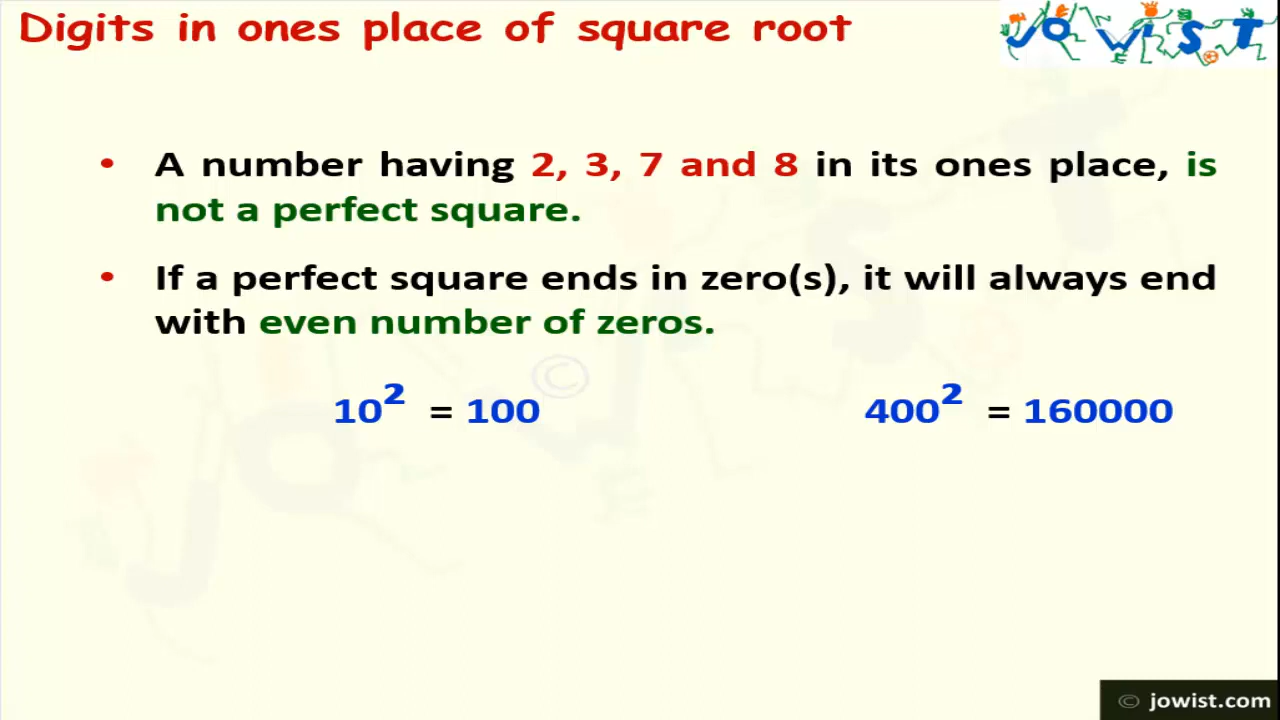 Digits in ones place of square root
JOWIST
• A number having 2, 3, 7 and 8 in its ones place, is
not a perfect square.
• If a perfect square ends in zero(s), it will always end
with even number of zeros.
10² = 100 400² = 160000
© jowist.com